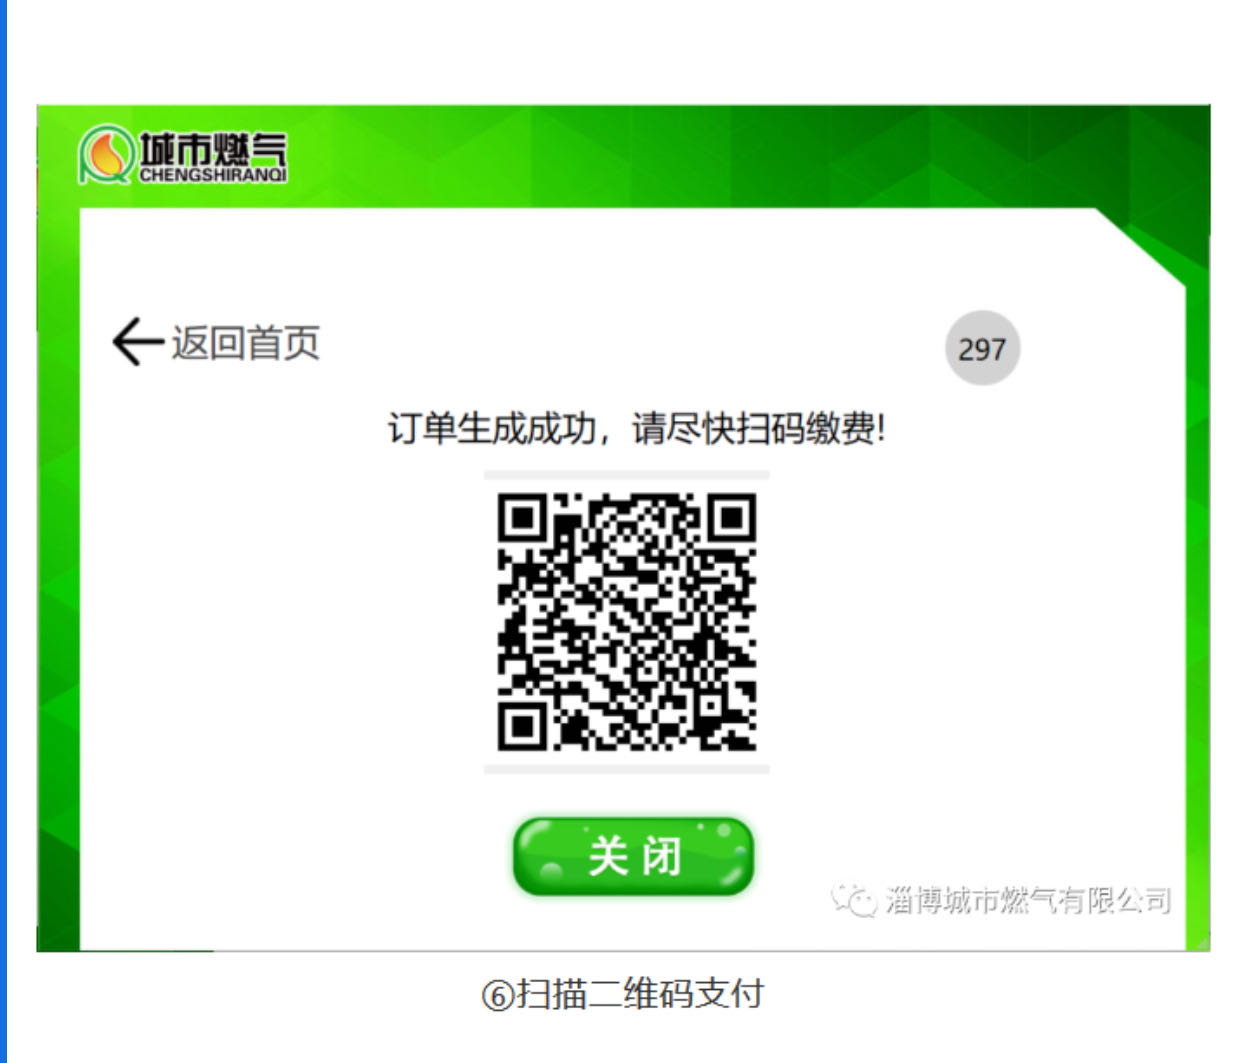 城市燃气
CHENGSHIRANQI
返回首页
297
订单生成成功，请尽快扫码缴费!
关闭
淄博城市燃气有限公司
⑥扫描二维码支付